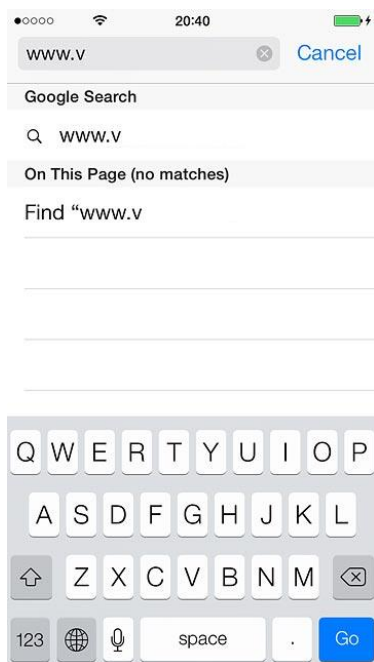 20:40
www.v Cancel
Google Search
www.v
On This Page (no matches)
Find “www.v
Q W E R T Y U I O P
A S D F G H J K L
Z X C V B N M
123 space . Go